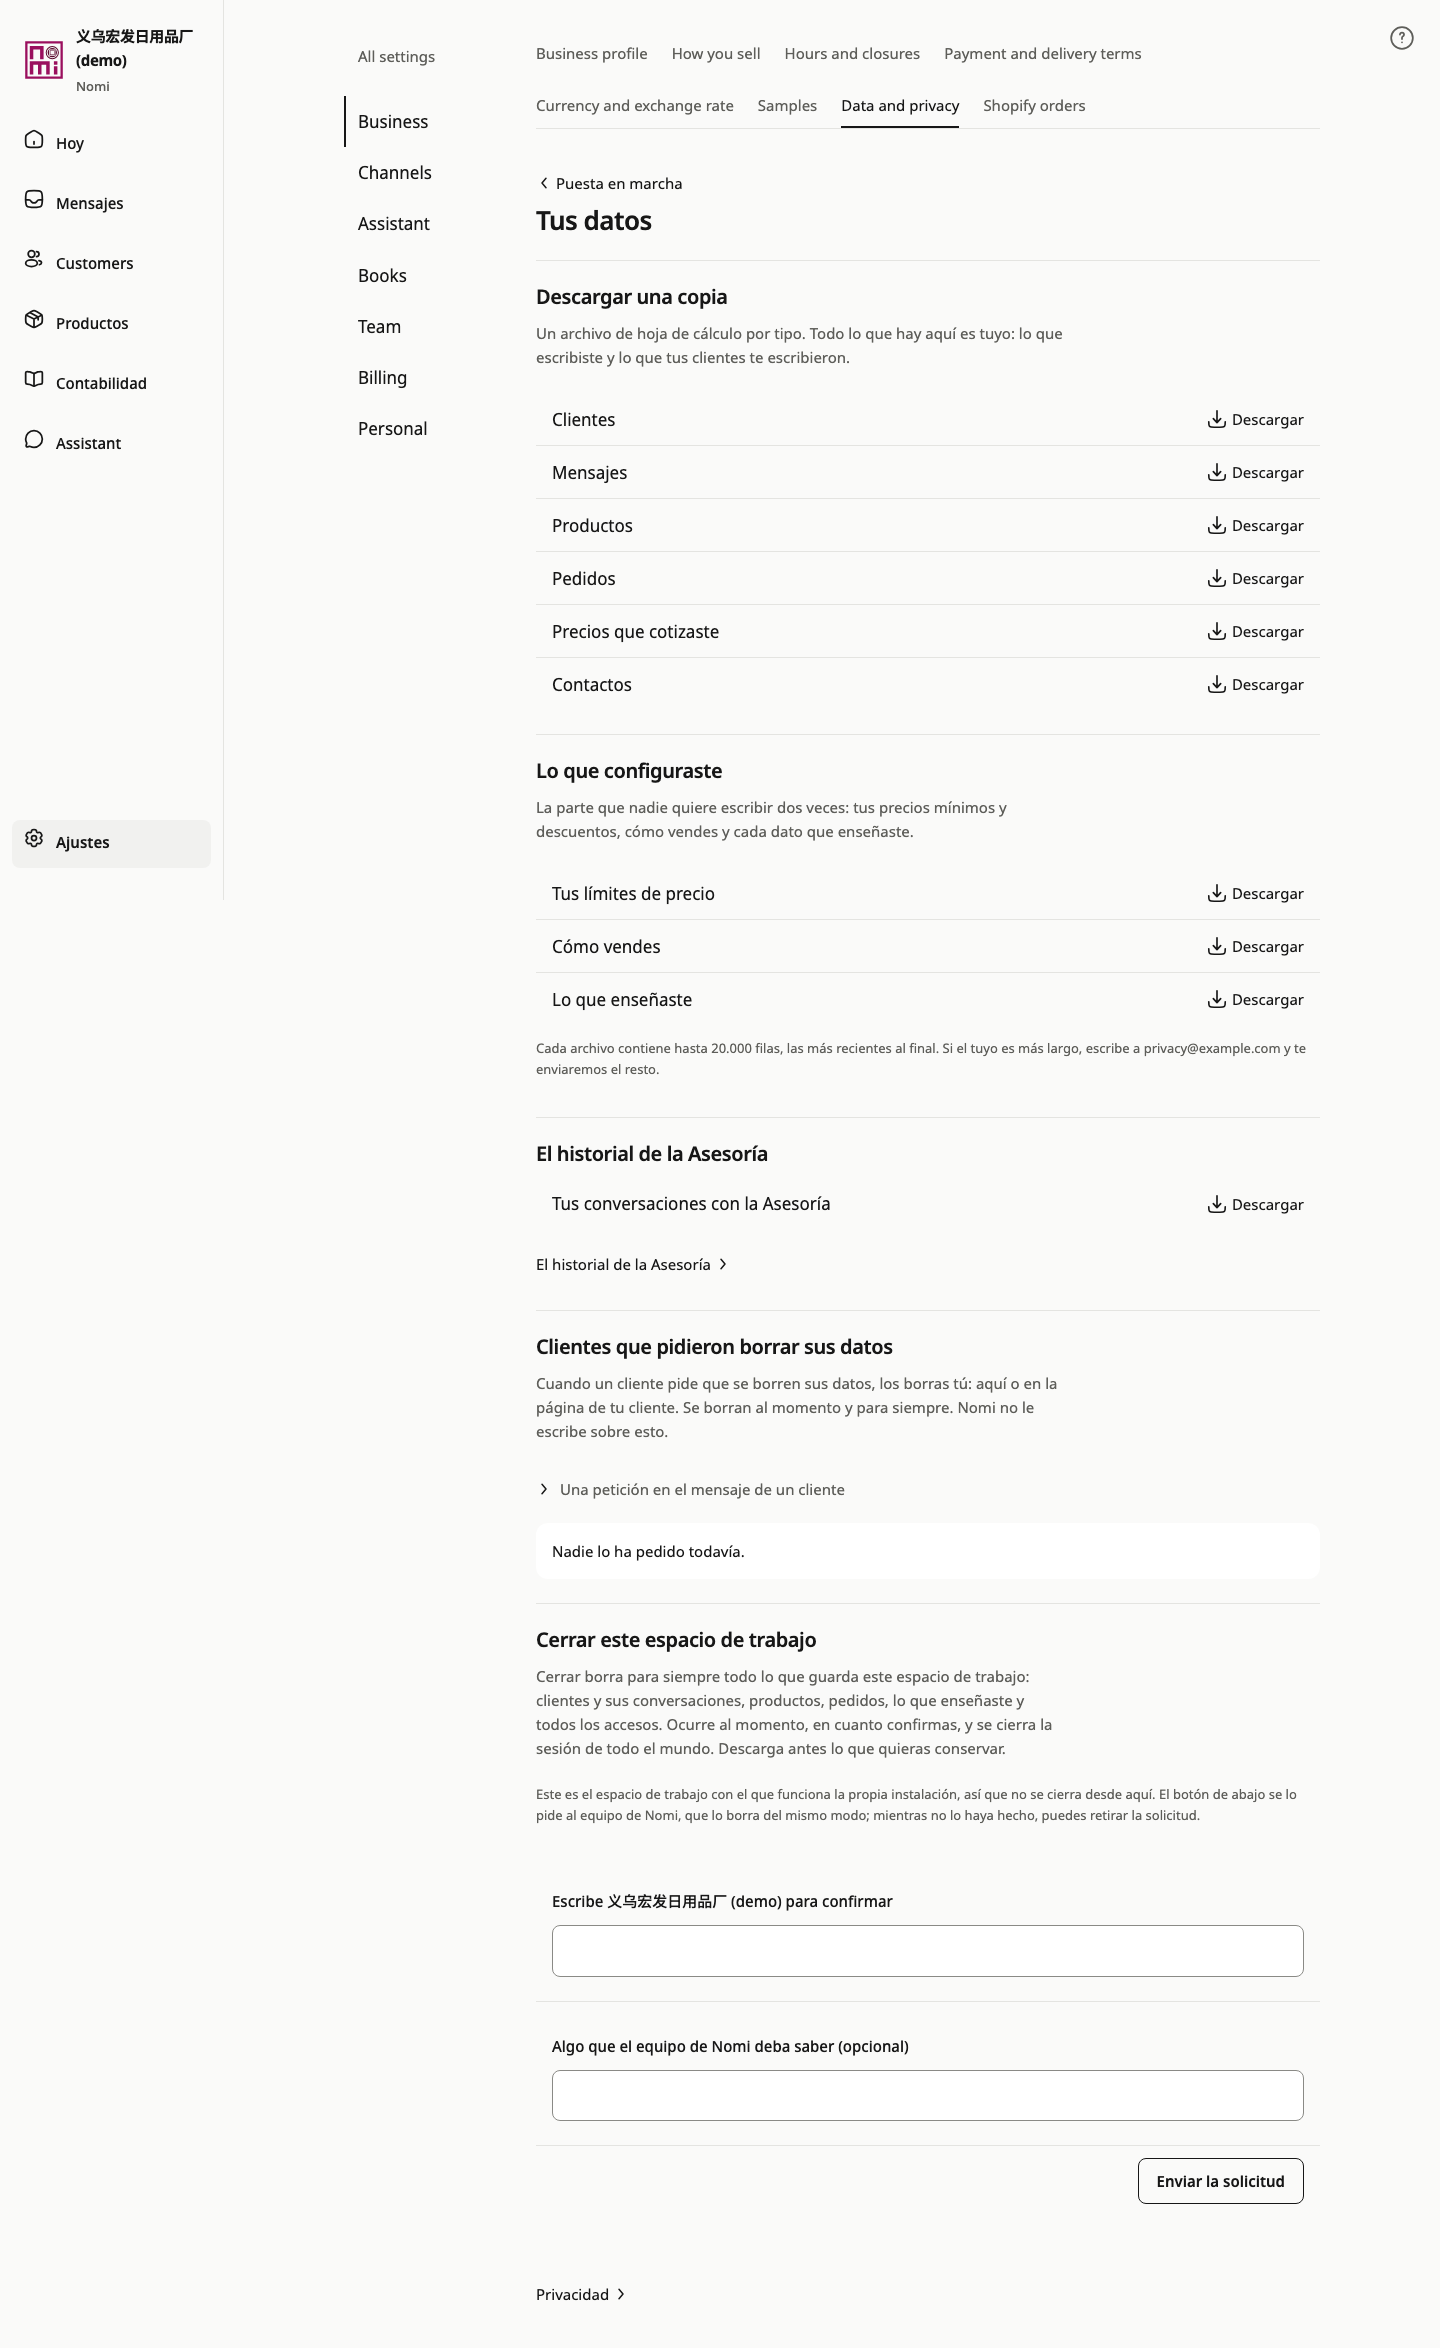 义乌宏发日用品厂
(demo)
Nomi
Hoy
Mensajes
Customers
Productos
Contabilidad
Assistant
Ajustes
All settings
Business
Channels
Assistant
Books
Team
Billing
Personal
Business profile How you sell Hours and closures Payment and delivery terms
Currency and exchange rate Samples Data and privacy Shopify orders
Puesta en marcha
Tus datos
Descargar una copia
Un archivo de hoja de cálculo por tipo. Todo lo que hay aquí es tuyo: lo que
escribiste y lo que tus clientes te escribieron.
Clientes Descargar
Mensajes Descargar
Productos Descargar
Pedidos Descargar
Precios que cotizaste Descargar
Contactos Descargar
Lo que configuraste
La parte que nadie quiere escribir dos veces: tus precios mínimos y
descuentos, cómo vendes y cada dato que enseñaste.
Tus límites de precio Descargar
Cómo vendes Descargar
Lo que enseñaste Descargar
Cada archivo contiene hasta 20.000 filas, las más recientes al final. Si el tuyo es más largo, escribe a privacy@example.com y te
enviaremos el resto.
El historial de la Asesoría
Tus conversaciones con la Asesoría Descargar
El historial de la Asesoría
Clientes que pidieron borrar sus datos
Cuando un cliente pide que se borren sus datos, los borras tú: aquí o en la
página de tu cliente. Se borran al momento y para siempre. Nomi no le
escribe sobre esto.
Una petición en el mensaje de un cliente
Nadie lo ha pedido todavía.
Cerrar este espacio de trabajo
Cerrar borra para siempre todo lo que guarda este espacio de trabajo:
clientes y sus conversaciones, productos, pedidos, lo que enseñaste y
todos los accesos. Ocurre al momento, en cuanto confirmas, y se cierra la
sesión de todo el mundo. Descarga antes lo que quieras conservar.
Este es el espacio de trabajo con el que funciona la propia instalación, así que no se cierra desde aquí. El botón de abajo se lo
pide al equipo de Nomi, que lo borra del mismo modo; mientras no lo haya hecho, puedes retirar la solicitud.
Escribe 义乌宏发日用品厂 (demo) para confirmar
Algo que el equipo de Nomi deba saber (opcional)
Enviar la solicitud
Privacidad